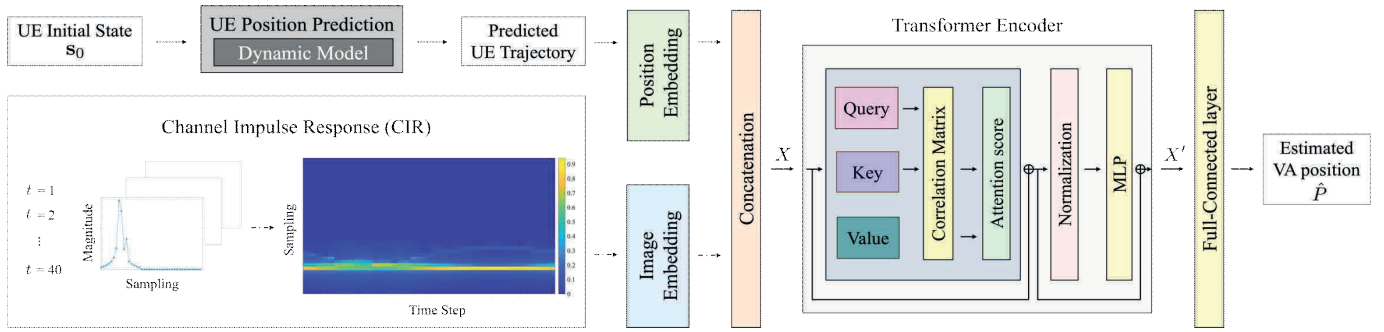 UE Initial State
s₀
UE Position Prediction
Dynamic Model
Predicted
UE Trajectory
Position
Embedding
Channel Impulse Response (CIR)
t = 1
t = 2
⋮
t = 40
Magnitude
Sampling
Sampling
Time Step
0.9
0.8
0.7
0.6
0.5
0.4
0.3
0.2
0.1
0
Image
Embedding
Concatenation
X
Transformer Encoder
Query
Key
Value
Correlation Matrix
Attention score
⊕
Normalization
MLP
⊕
X′
Full-Connected layer
Estimated
VA position
P̂